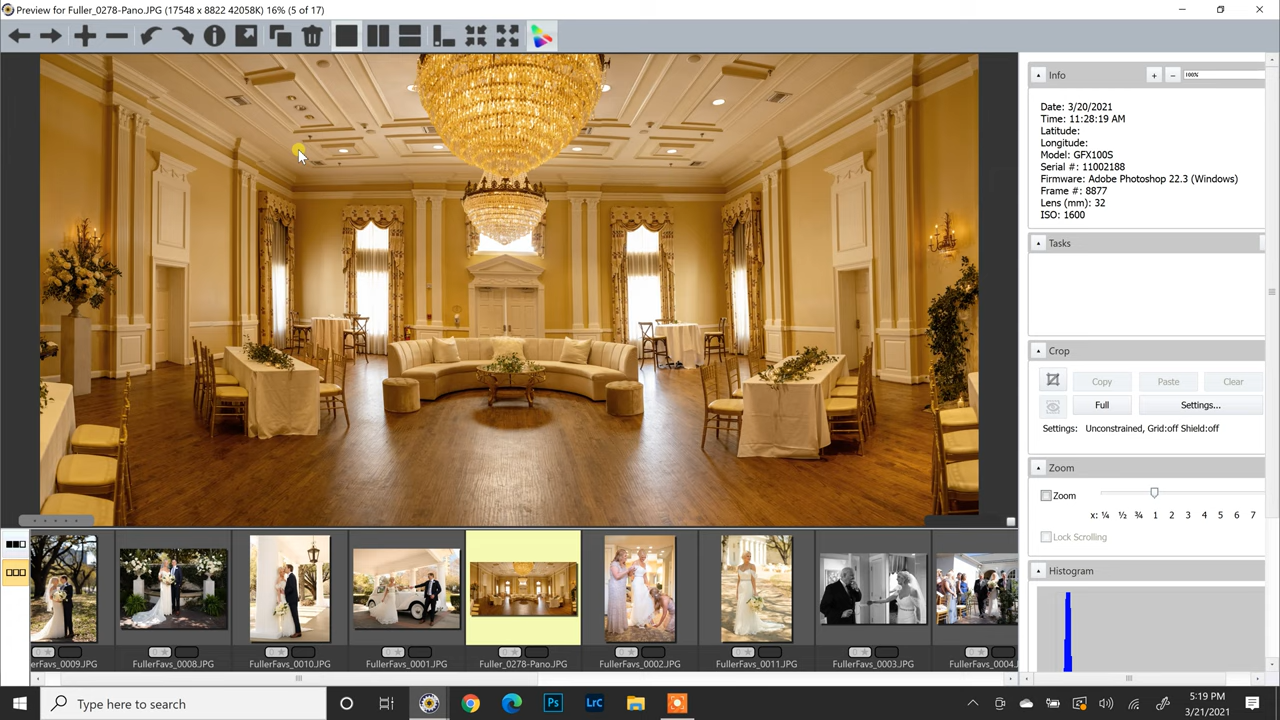 Preview for Fuller_0278-Pano.JPG (17548 x 8822 42058K) 16% (5 of 17)
Info
100%
Date: 3/20/2021
Time: 11:28:19 AM
Latitude:
Longitude:
Model: GFX100S
Serial #: 11002188
Firmware: Adobe Photoshop 22.3 (Windows)
Frame #: 8877
Lens (mm): 32
ISO: 1600
Tasks
Crop
Copy Paste Clear
Full Settings...
Settings: Unconstrained, Grid:off Shield:off
Zoom
Zoom
x: ¼ ½ ¾ 1 2 3 4 5 6 7
Lock Scrolling
Histogram
erFavs_0009.JPG FullerFavs_0008.JPG FullerFavs_0010.JPG FullerFavs_0001.JPG Fuller_0278-Pano.JPG FullerFavs_0002.JPG FullerFavs_0011.JPG FullerFavs_0003.JPG FullerFavs_0004.
Type here to search
Ps
LrC
5:19 PM
3/21/2021